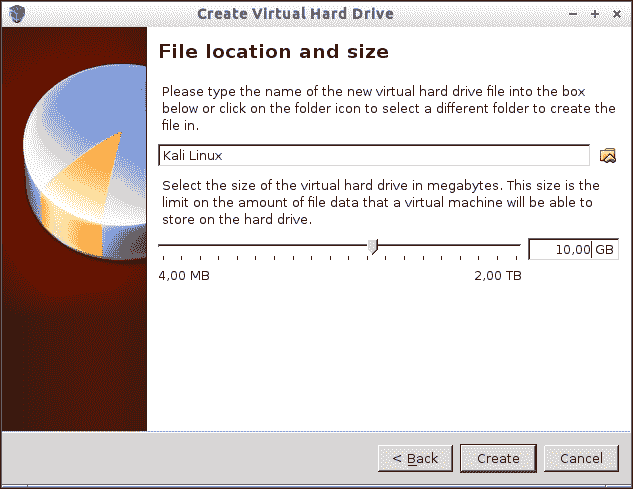 Create Virtual Hard Drive
File location and size
Please type the name of the new virtual hard drive file into the box
below or click on the folder icon to select a different folder to create the
file in.
Kali Linux
Select the size of the virtual hard drive in megabytes. This size is the
limit on the amount of file data that a virtual machine will be able to
store on the hard drive.
10,00 GB
4,00 MB 2,00 TB
< Back Create Cancel